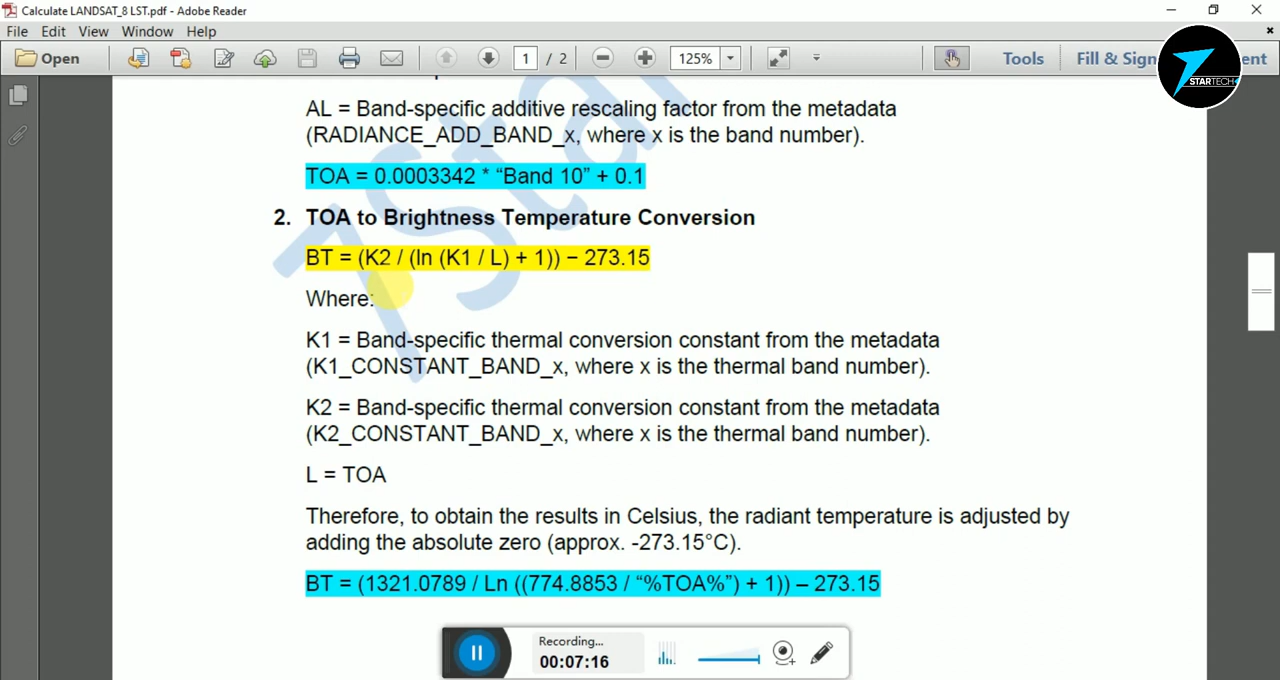 Calculate LANDSAT_8 LST.pdf - Adobe Reader
File Edit View Window Help
Open
1 / 2
125%
Tools
Fill & Sign
ent
STARTECH
AL = Band-specific additive rescaling factor from the metadata
(RADIANCE_ADD_BAND_x, where x is the band number).
TOA = 0.0003342 * “Band 10” + 0.1
2. TOA to Brightness Temperature Conversion
BT = (K2 / (ln (K1 / L) + 1)) − 273.15
Where:
K1 = Band-specific thermal conversion constant from the metadata
(K1_CONSTANT_BAND_x, where x is the thermal band number).
K2 = Band-specific thermal conversion constant from the metadata
(K2_CONSTANT_BAND_x, where x is the thermal band number).
L = TOA
Therefore, to obtain the results in Celsius, the radiant temperature is adjusted by
adding the absolute zero (approx. -273.15°C).
BT = (1321.0789 / Ln ((774.8853 / “%TOA%”) + 1)) – 273.15
7Star
Recording...
00:07:16